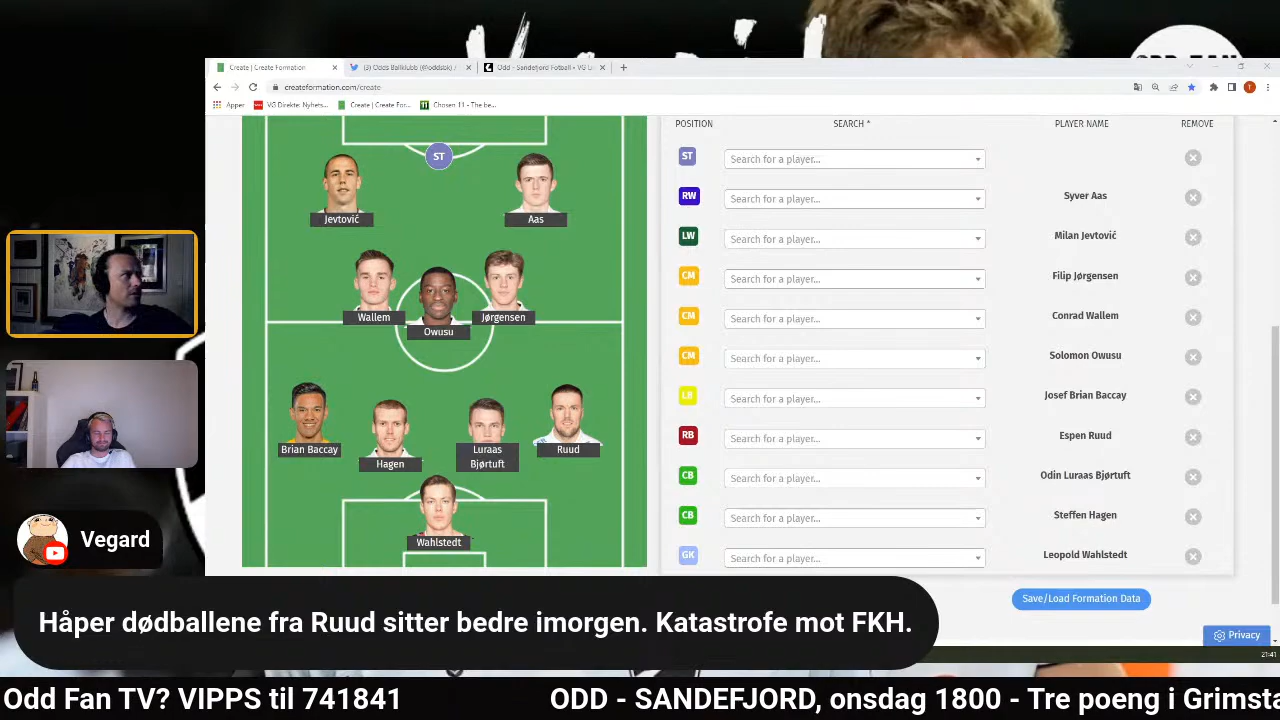 ODD FAN
Create | Create Formation
(3) Odds Ballklubb (@oddsbk) /
Odd - Sandefjord Fotball - VG Li
createformation.com/create
Apper
VG Direkte: Nyhets...
Create | Create For...
Chosen 11 - The be...
POSITION SEARCH * PLAYER NAME REMOVE
ST Search for a player...
RW Search for a player... Syver Aas
LW Search for a player... Milan Jevtović
CM Search for a player... Filip Jørgensen
CM Search for a player... Conrad Wallem
CM Search for a player... Solomon Owusu
LB Search for a player... Josef Brian Baccay
RB Search for a player... Espen Ruud
CB Search for a player... Odin Luraas Bjørtuft
CB Search for a player... Steffen Hagen
GK Search for a player... Leopold Wahlstedt
Save/Load Formation Data
Privacy
21:41
ST
Jevtović
Aas
Wallem
Owusu
Jørgensen
Brian Baccay
Hagen
Luraas
Bjørtuft
Ruud
Wahlstedt
Vegard
Håper dødballene fra Ruud sitter bedre imorgen. Katastrofe mot FKH.
Odd Fan TV? VIPPS til 741841 ODD - SANDEFJORD, onsdag 1800 - Tre poeng i Grimsta